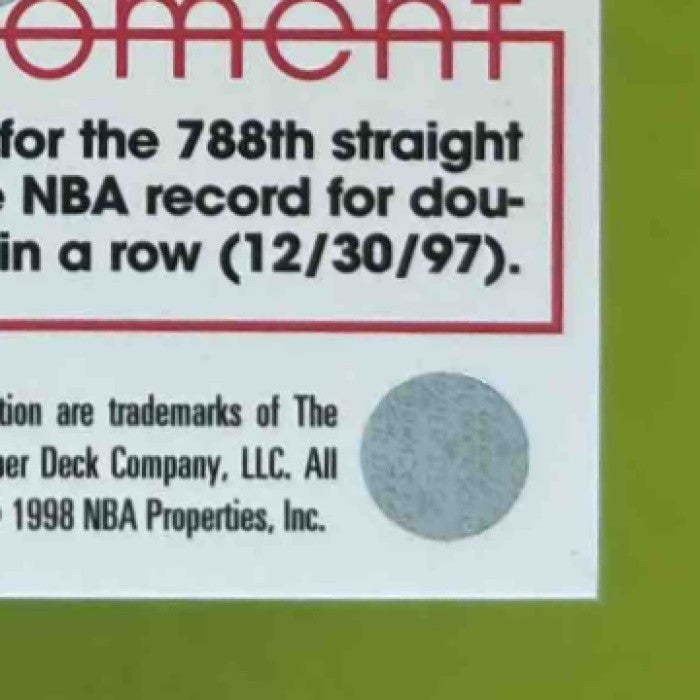 oment
for the 788th straight
e NBA record for dou-
in a row (12/30/97).
tion are trademarks of The
per Deck Company, LLC. All
1998 NBA Properties, Inc.